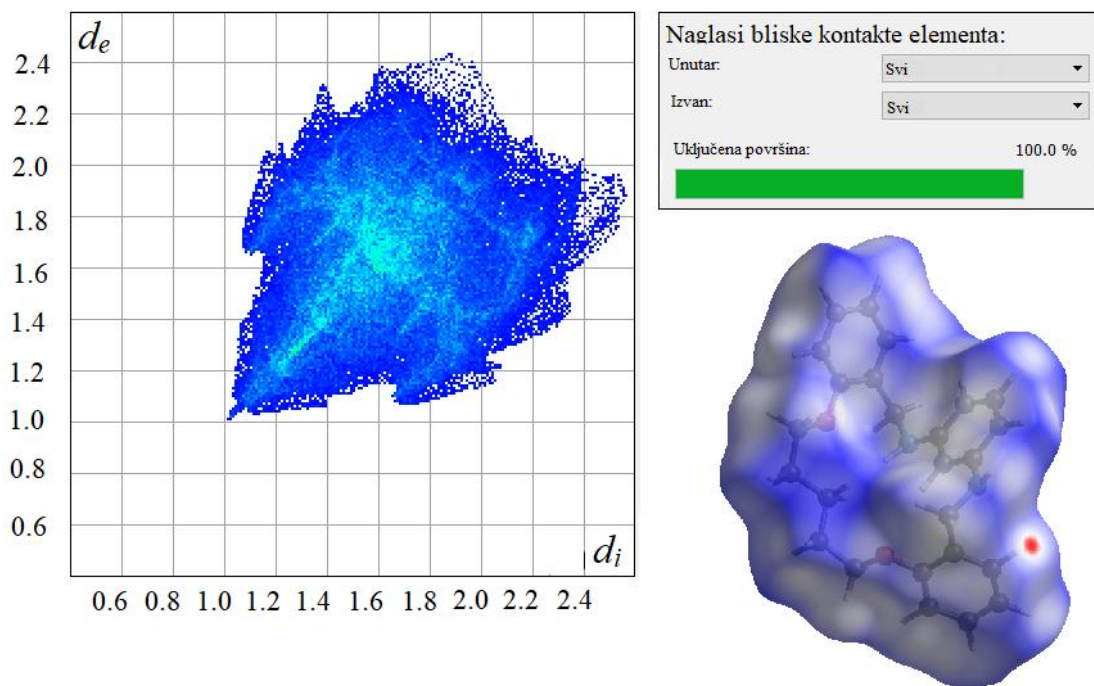 d_e
2.4
2.2
2.0
1.8
1.6
1.4
1.2
1.0
0.8
0.6
d_i
0.6 0.8 1.0 1.2 1.4 1.6 1.8 2.0 2.2 2.4
Naglasi bliske kontakte elementa:
Unutar: Svi
Izvan: Svi
Uključena površina: 100.0 %